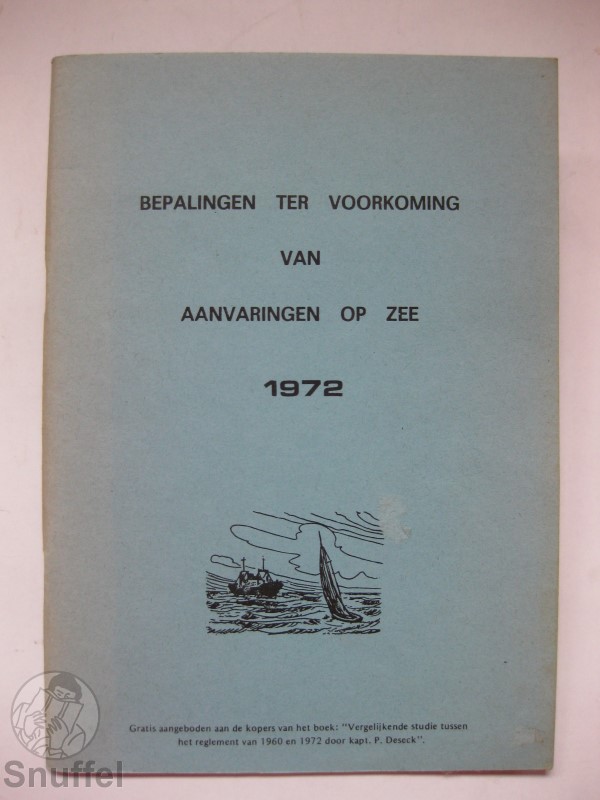 BEPALINGEN TER VOORKOMING
VAN
AANVARINGEN OP ZEE
1972
Gratis aangeboden aan de kopers van het boek: "Vergelijkende studie tussen
het reglement van 1960 en 1972 door kapt. P. Deseck".
Snuffel